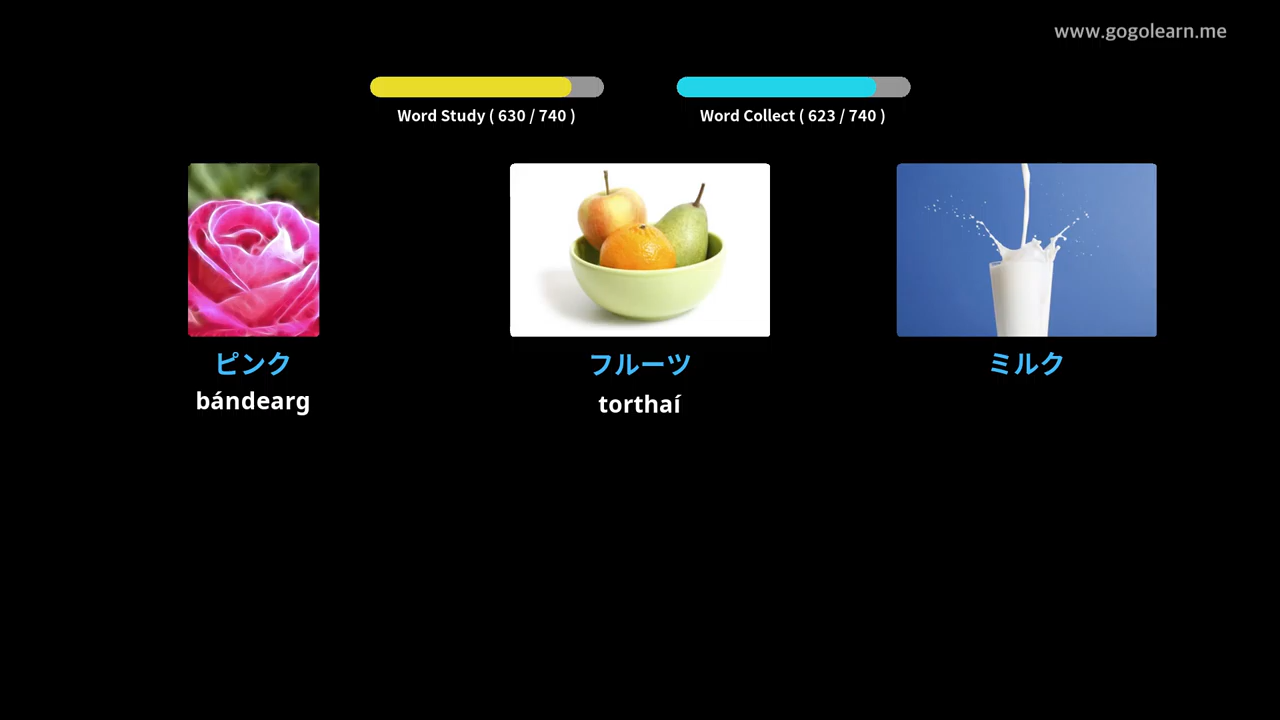 www.gogolearn.me
Word Study ( 630 / 740 )
Word Collect ( 623 / 740 )
ピンク
フルーツ
ミルク
bándearg
torthaí